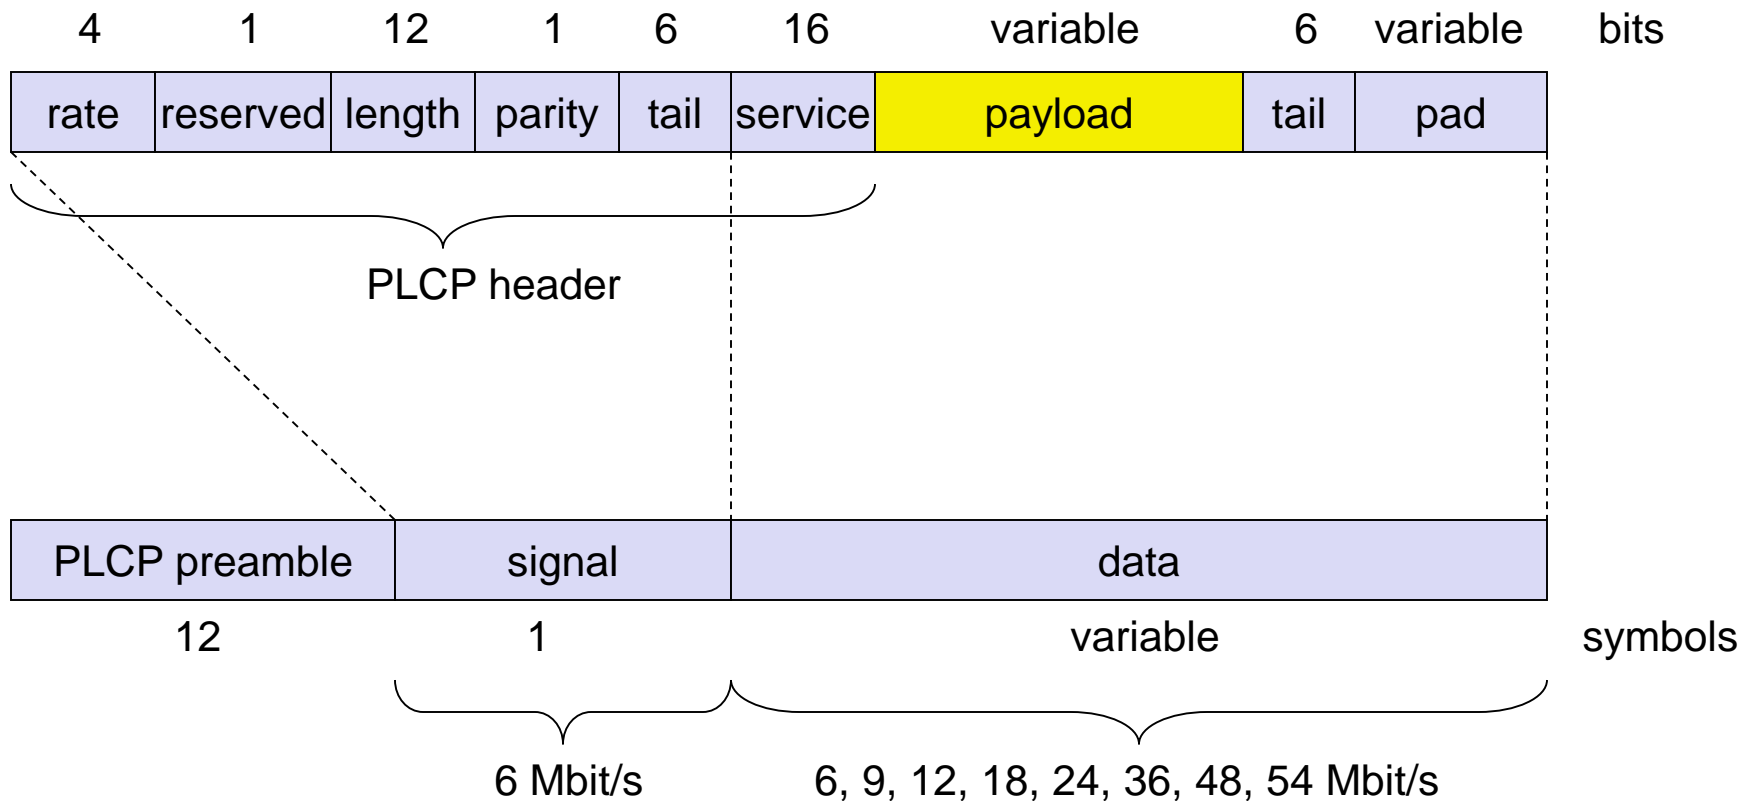 4 1 12 1 6 16 variable 6 variable bits
rate reserved length parity tail service payload tail pad
PLCP header
PLCP preamble signal data
12 1 variable symbols
6 Mbit/s 6, 9, 12, 18, 24, 36, 48, 54 Mbit/s